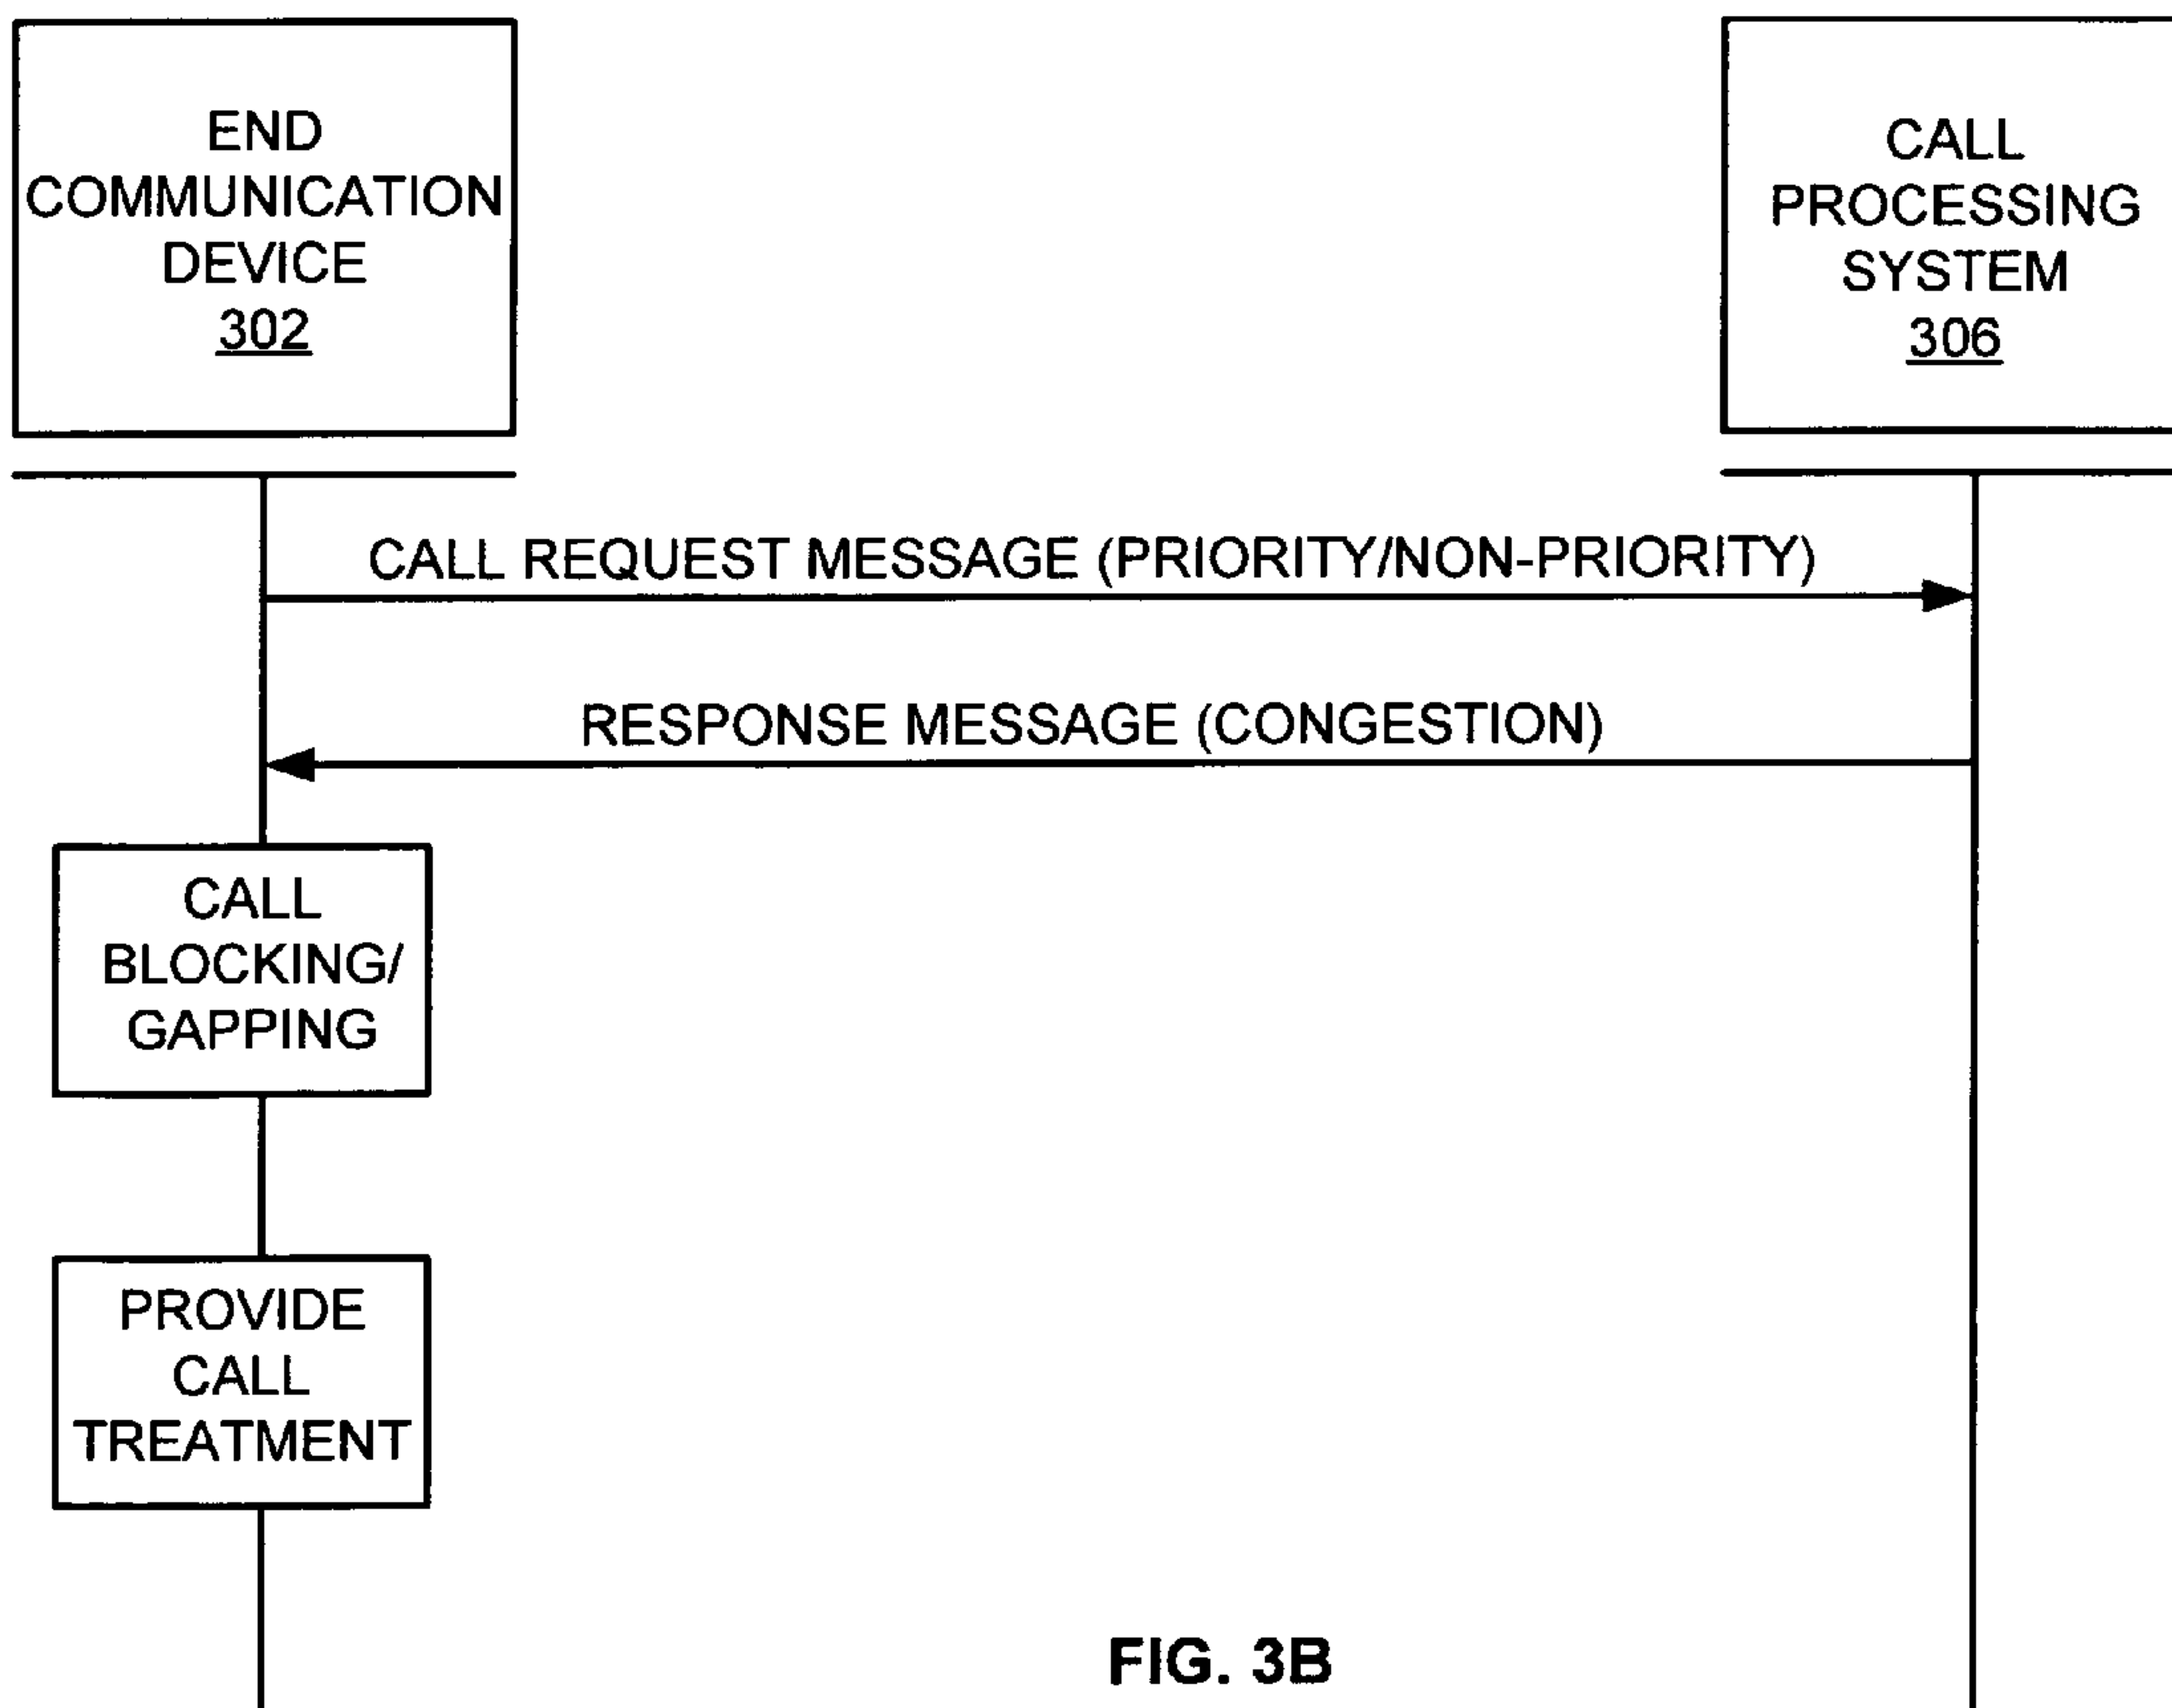 END
COMMUNICATION
DEVICE
302
CALL
PROCESSING
SYSTEM
306
CALL REQUEST MESSAGE (PRIORITY/NON-PRIORITY)
RESPONSE MESSAGE (CONGESTION)
CALL
BLOCKING/
GAPPING
PROVIDE
CALL
TREATMENT
FIG. 3B